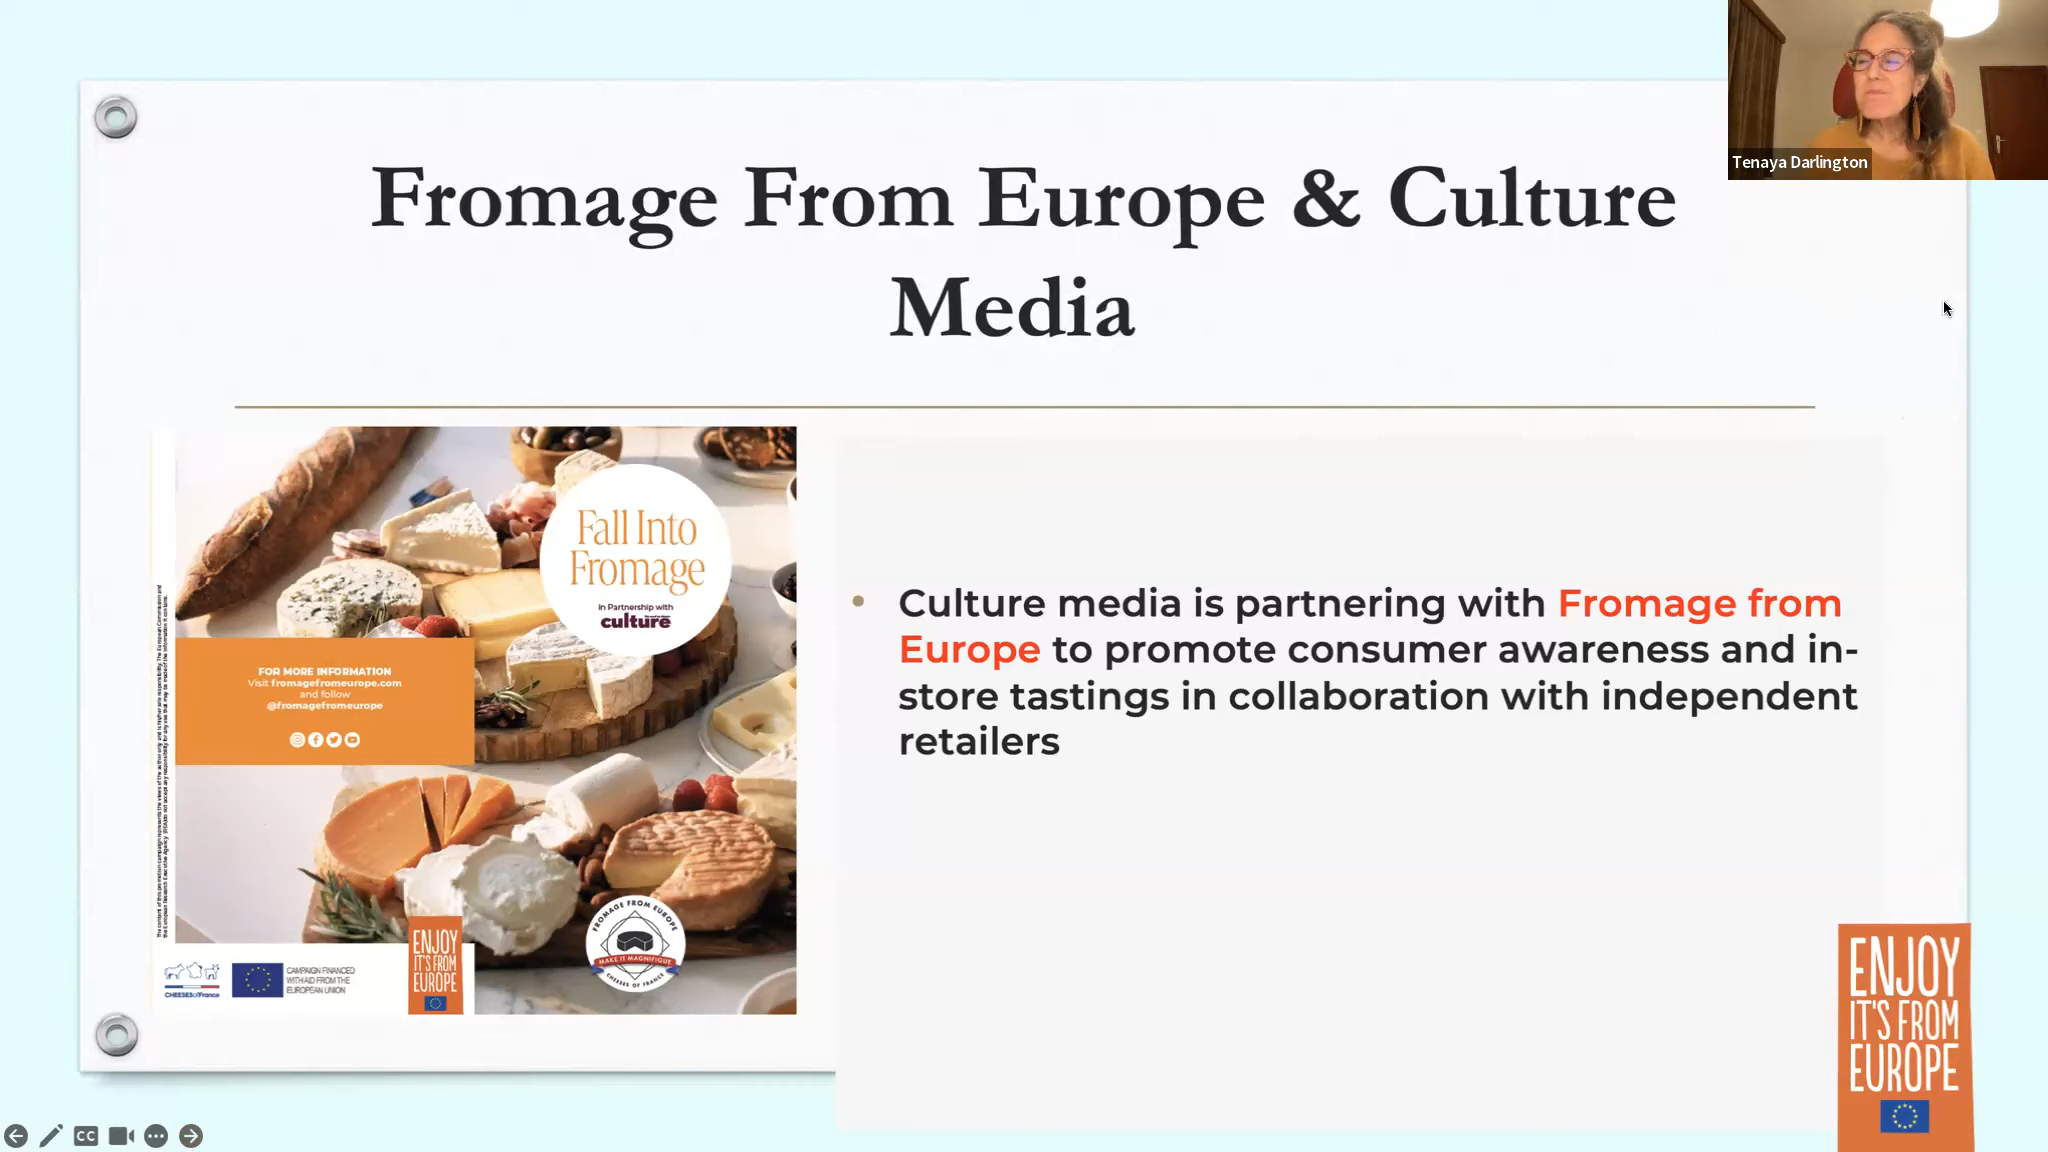 Tenaya Darlington
Fromage From Europe & Culture
Media
Fall Into
Fromage
in Partnership with
culture
FOR MORE INFORMATION
Visit fromagefromeurope.com
and follow
@fromagefromeurope
CHEESESofFrance
CAMPAIGN FINANCED
WITH AID FROM THE
EUROPEAN UNION
ENJOY
IT'S FROM
EUROPE
FROMAGE FROM EUROPE
MAKE IT MAGNIFIQUE
CHEESES OF FRANCE
Culture media is partnering with Fromage from
Europe to promote consumer awareness and in-
store tastings in collaboration with independent
retailers
ENJOY
IT'S FROM
EUROPE
CC